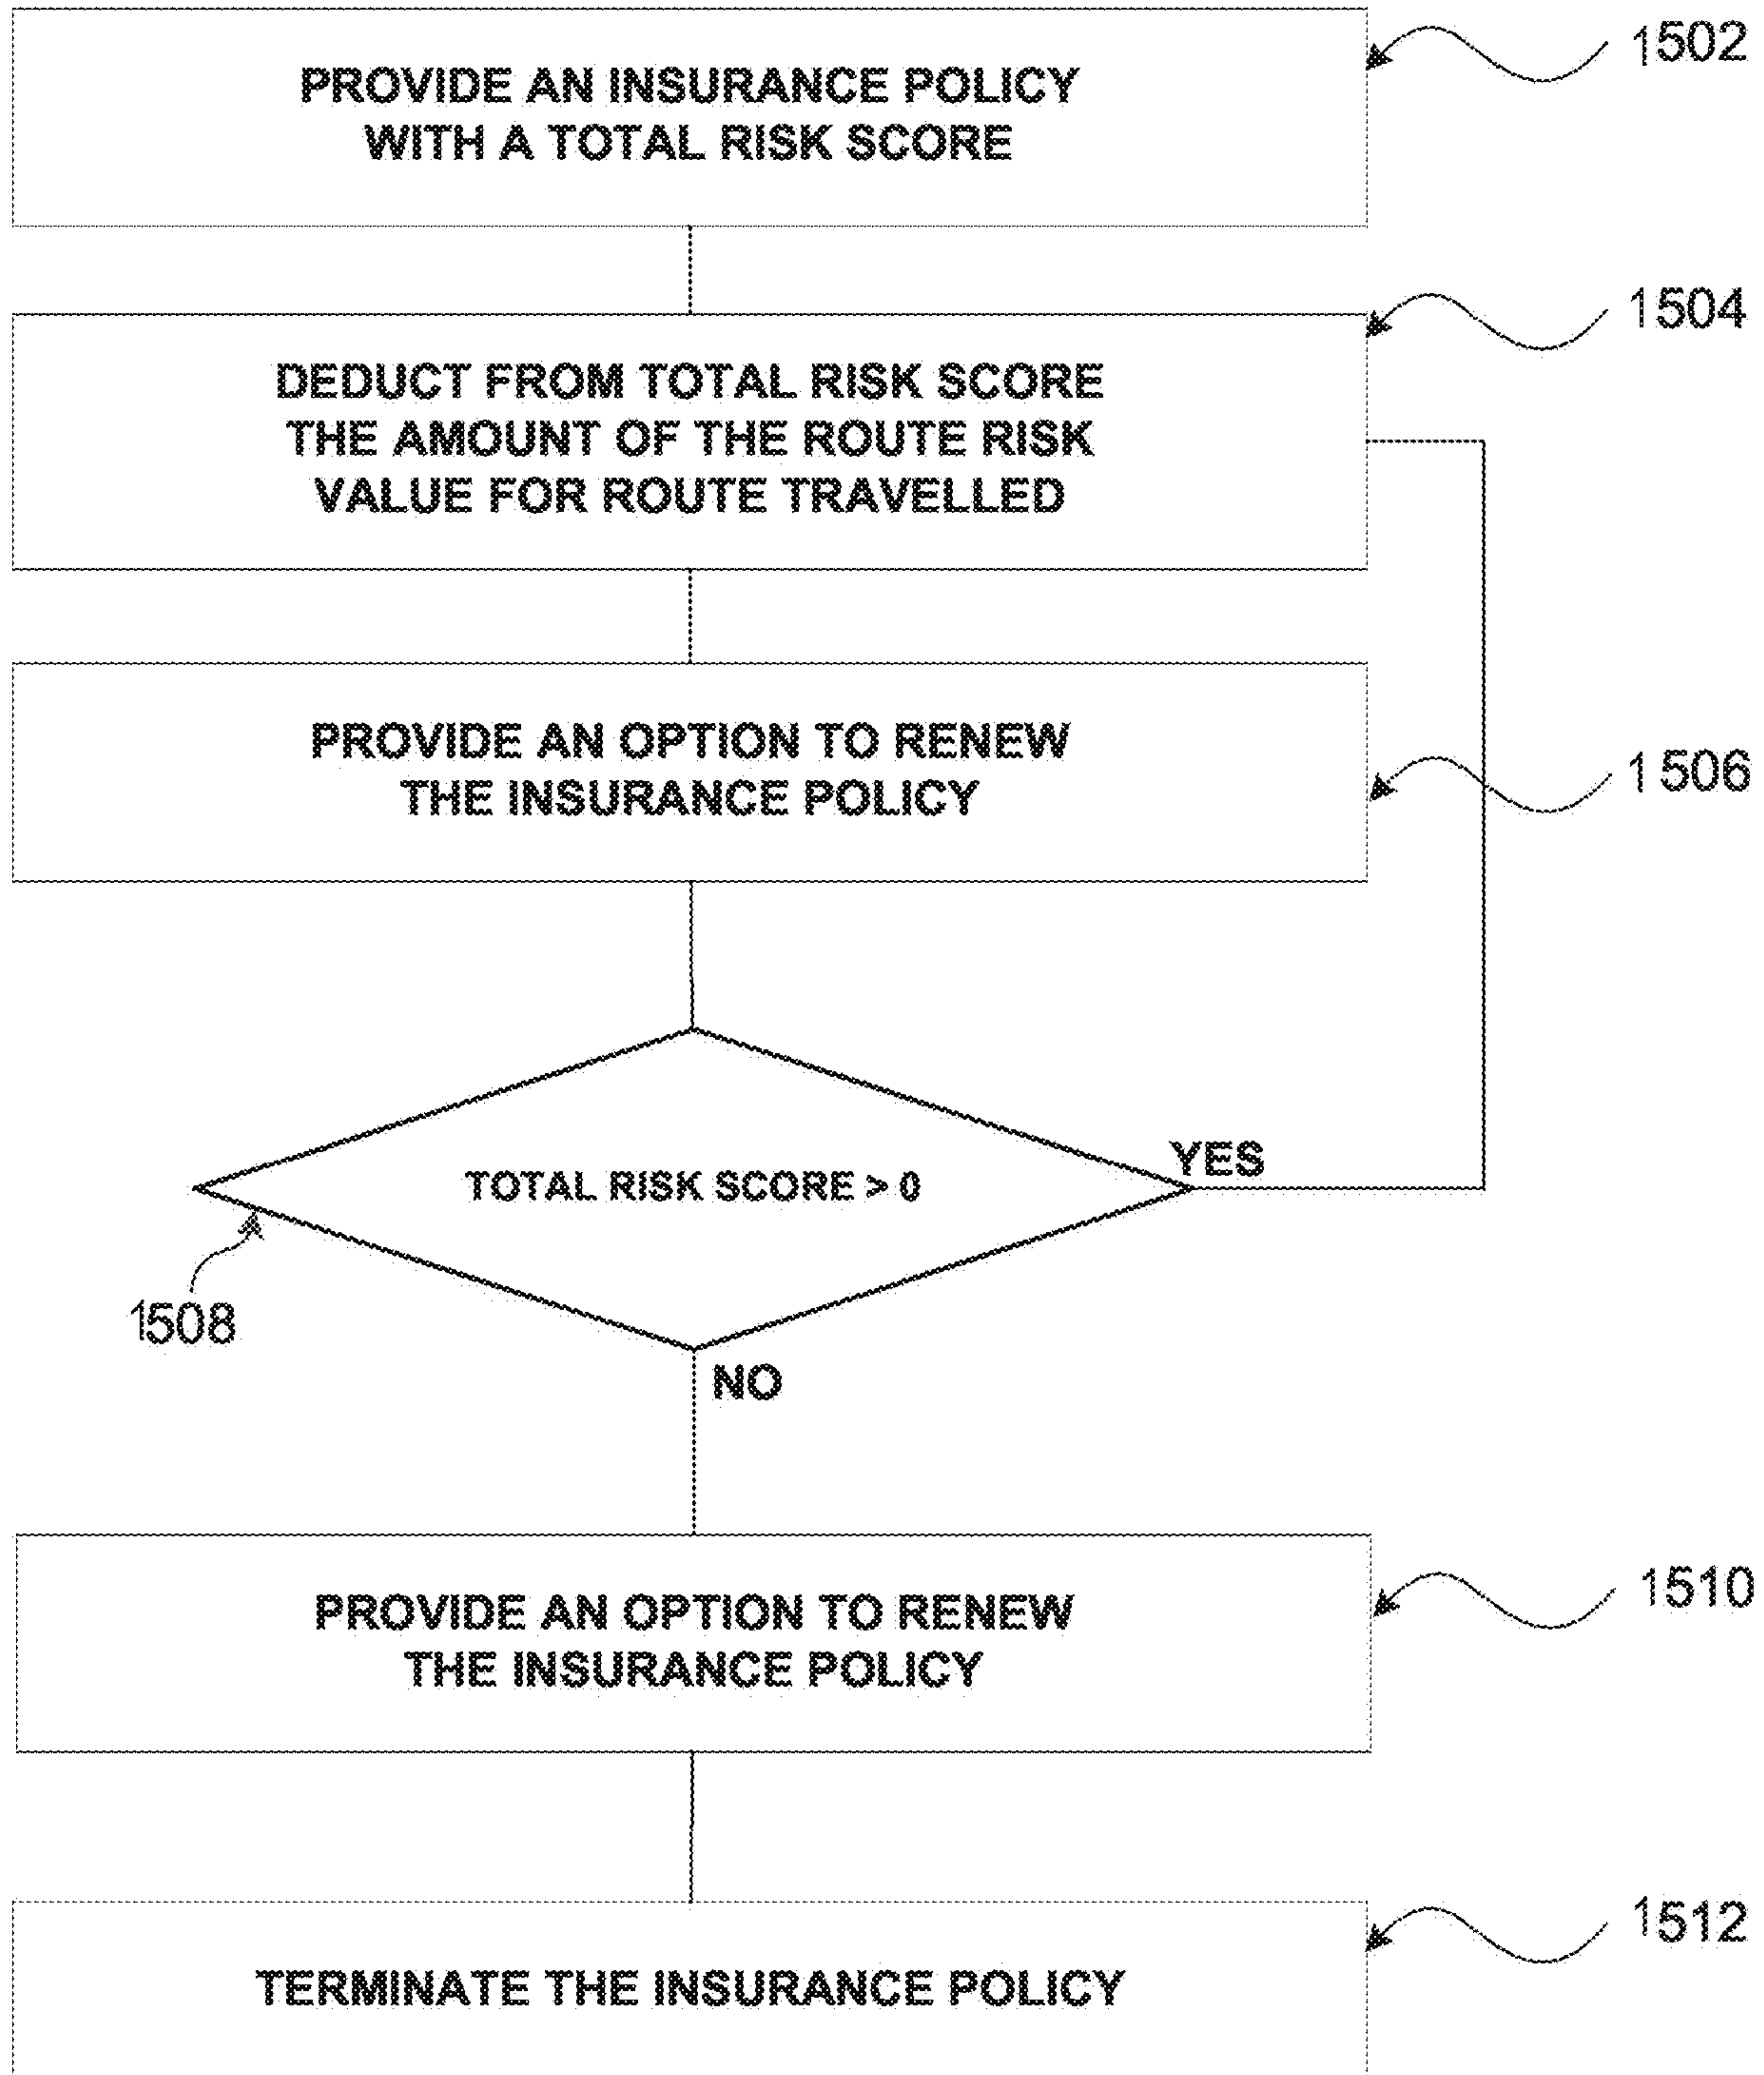 PROVIDE AN INSURANCE POLICY
WITH A TOTAL RISK SCORE
1502
DEDUCT FROM TOTAL RISK SCORE
THE AMOUNT OF THE ROUTE RISK
VALUE FOR ROUTE TRAVELLED
1504
PROVIDE AN OPTION TO RENEW
THE INSURANCE POLICY
1506
TOTAL RISK SCORE > 0
YES
1508
NO
PROVIDE AN OPTION TO RENEW
THE INSURANCE POLICY
1510
TERMINATE THE INSURANCE POLICY
1512